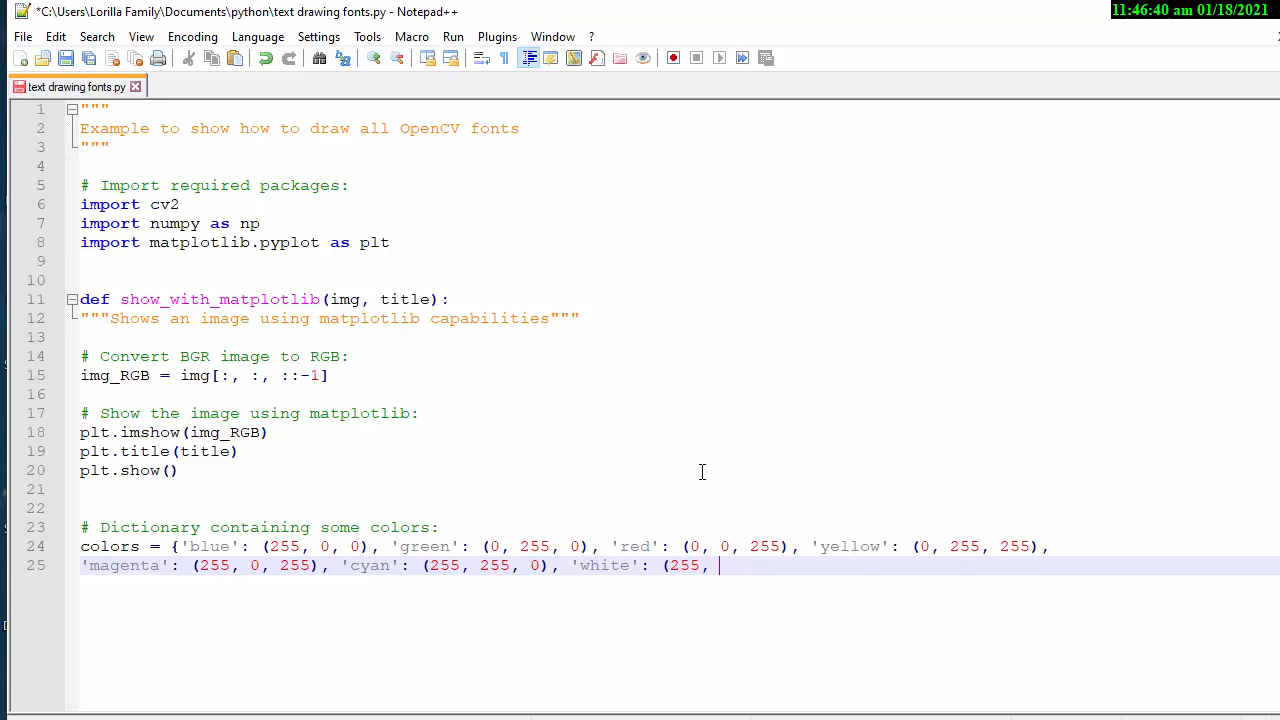 *C:\Users\Lorilla Family\Documents\python\text drawing fonts.py - Notepad++
11:46:40 am 01/18/2021
File Edit Search View Encoding Language Settings Tools Macro Run Plugins Window ?
text drawing fonts.py
1 """
2 Example to show how to draw all OpenCV fonts
3 """
4
5 # Import required packages:
6 import cv2
7 import numpy as np
8 import matplotlib.pyplot as plt
9
10
11 def show_with_matplotlib(img, title):
12 """Shows an image using matplotlib capabilities"""
13
14 # Convert BGR image to RGB:
15 img_RGB = img[:, :, ::-1]
16
17 # Show the image using matplotlib:
18 plt.imshow(img_RGB)
19 plt.title(title)
20 plt.show()
21
22
23 # Dictionary containing some colors:
24 colors = {'blue': (255, 0, 0), 'green': (0, 255, 0), 'red': (0, 0, 255), 'yellow': (0, 255, 255),
25 'magenta': (255, 0, 255), 'cyan': (255, 255, 0), 'white': (255,